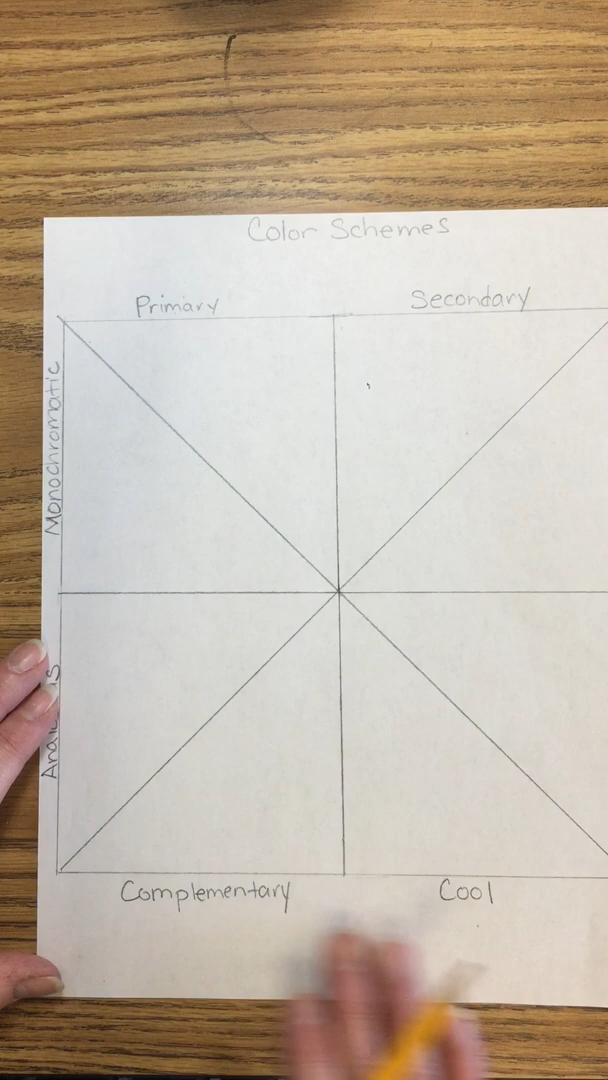 Color Schemes
Primary
Secondary
Monochromatic
Complementary
Cool